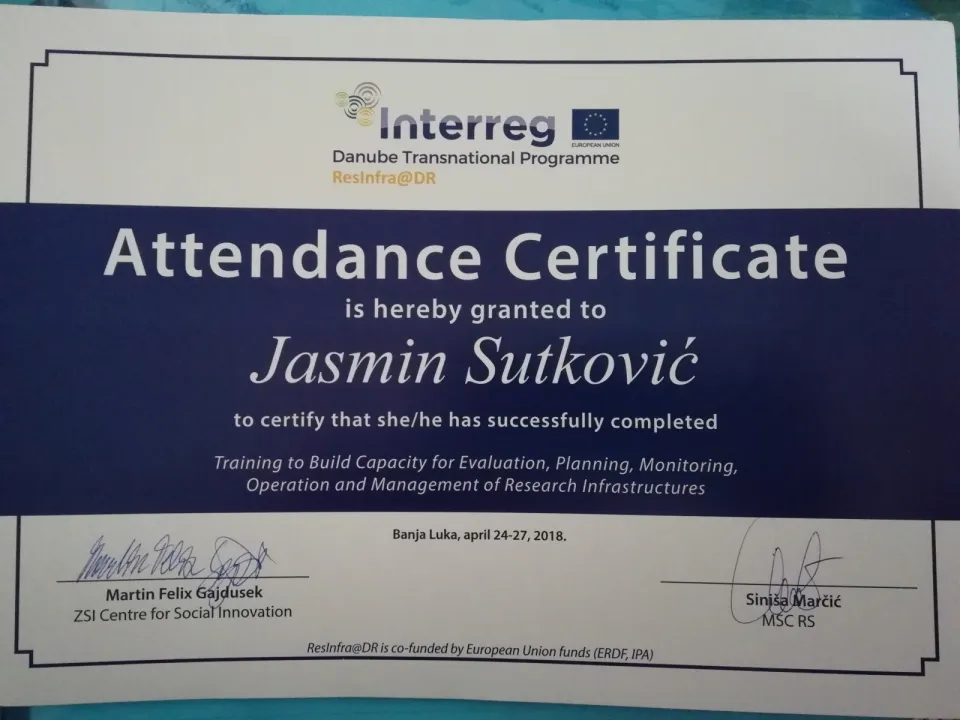 Interreg
EUROPEAN UNION
Danube Transnational Programme
ResInfra@DR
Attendance Certificate
is hereby granted to
Jasmin Sutković
to certify that she/he has successfully completed
Training to Build Capacity for Evaluation, Planning, Monitoring,
Operation and Management of Research Infrastructures
Banja Luka, april 24-27, 2018.
Martin Felix Gajdusek
ZSI Centre for Social Innovation
Siniša Marčić
MSC RS
ResInfra@DR is co-funded by European Union funds (ERDF, IPA)